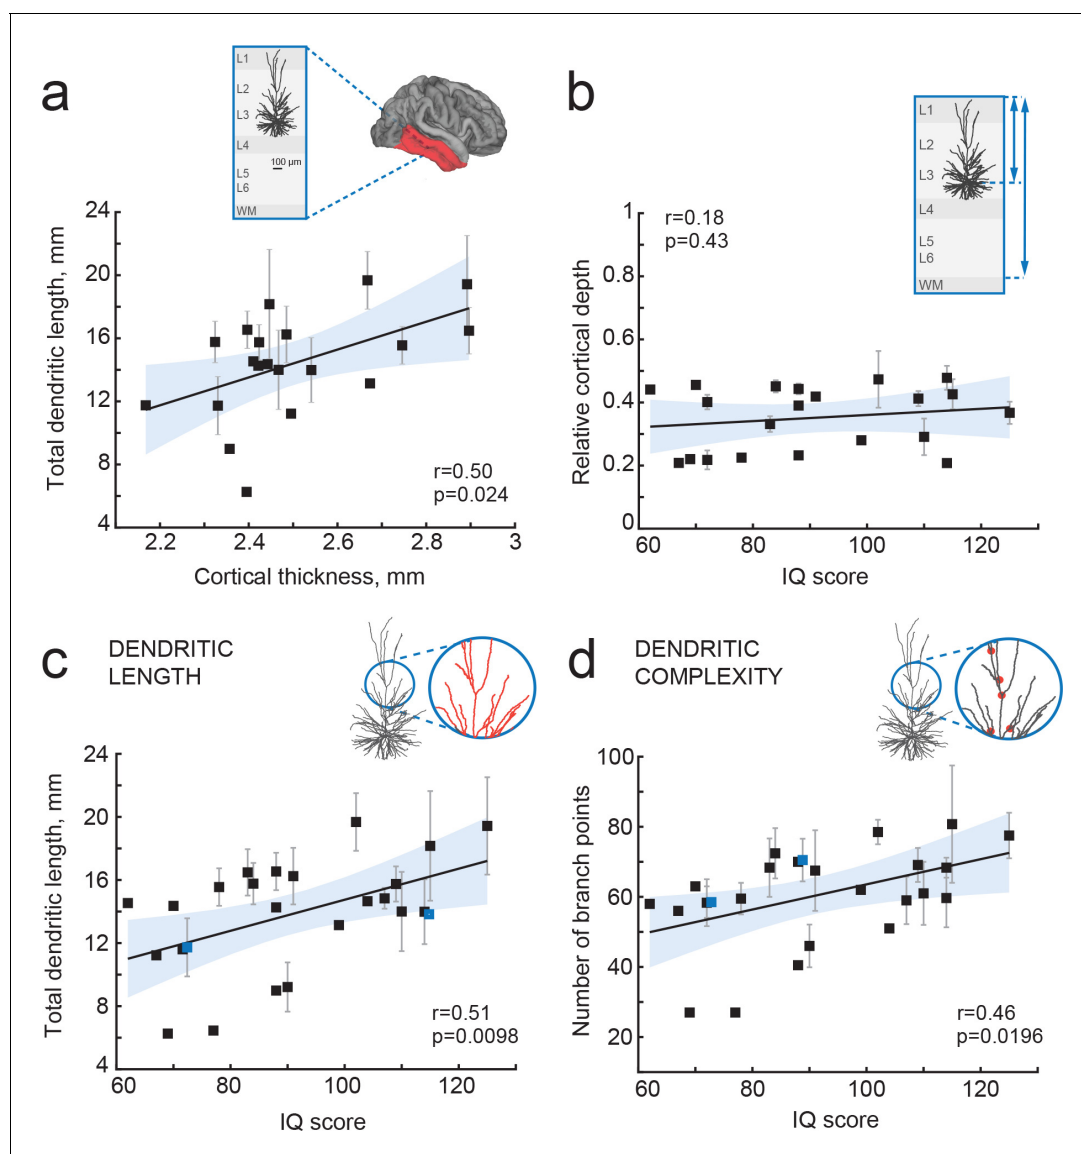 a
L1
L2
L3
L4
100 µm
L5
L6
WM
24
20
16
12
8
4
Total dendritic length, mm
r=0.50
p=0.024
2.2
2.4
2.6
2.8
3
Cortical thickness, mm
b
L1
L2
L3
L4
L5
L6
WM
r=0.18
p=0.43
1
0.8
0.6
0.4
0.2
0
Relative cortical depth
60
80
100
120
IQ score
c
DENDRITIC
LENGTH
24
20
16
12
8
4
Total dendritic length, mm
r=0.51
p=0.0098
60
80
100
120
IQ score
d
DENDRITIC
COMPLEXITY
100
80
60
40
20
Number of branch points
r=0.46
p=0.0196
60
80
100
120
IQ score